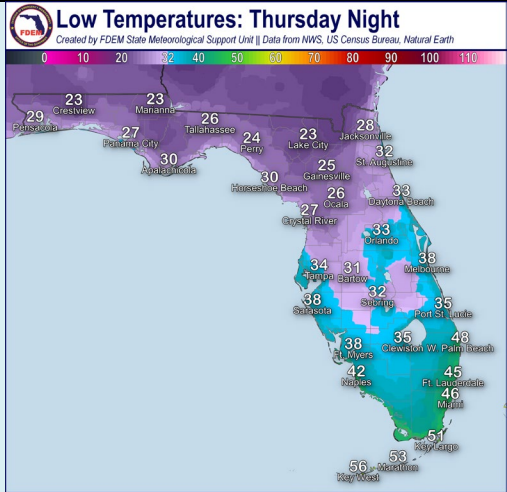 FDEM
Low Temperatures: Thursday Night
Created by FDEM State Meteorological Support Unit || Data from NWS, US Census Bureau, Natural Earth
0 10 20 32 40 50 60 70 80 90 100 110
23
Crestview
23
Marianna
29
Pensacola
26
Tallahassee
28
Jacksonville
27
Panama City
24
Perry
23
Lake City
32
St. Augustine
30
Apalachicola
25
Gainesville
30
Horseshoe Beach
26
Ocala
33
Daytona Beach
27
Crystal River
33
Orlando
34
Tampa
31
Bartow
38
Melbourne
38
Sarasota
32
Sebring
35
Port St. Lucie
38
Ft. Myers
35
Clewiston
48
W. Palm Beach
42
Naples
45
Ft. Lauderdale
46
Miami
51
Key Largo
53
Marathon
56
Key West